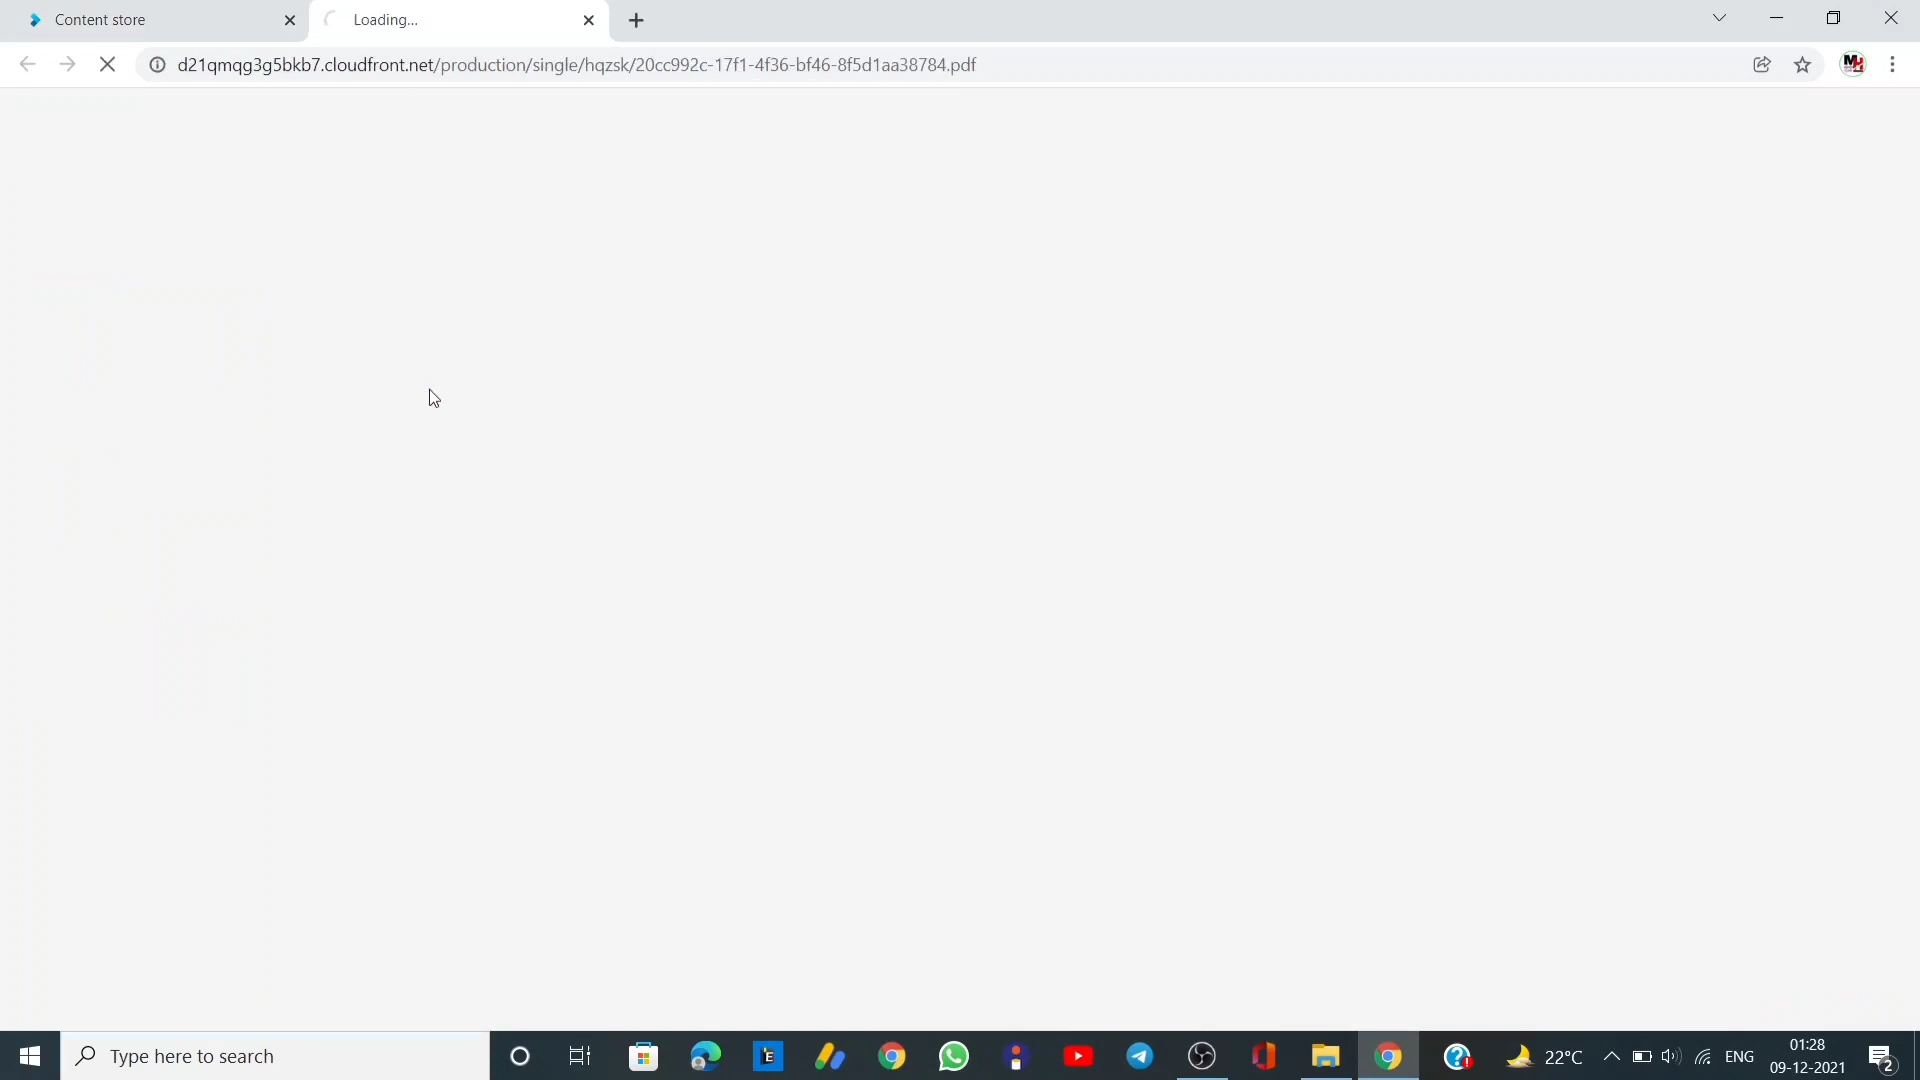 Content store
Loading...
d21qmqg3g5bkb7.cloudfront.net/production/single/hqzsk/20cc992c-17f1-4f36-bf46-8f5d1aa38784.pdf
Type here to search
22°C
ENG
01:28
09-12-2021
2